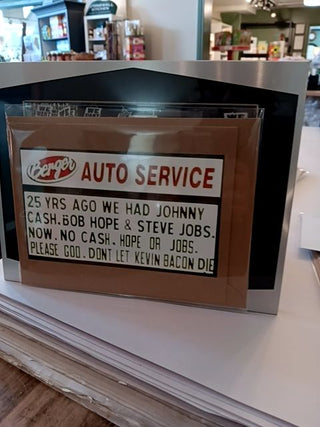 Berger AUTO SERVICE
25 YRS AGO WE HAD JOHNNY
CASH.BOB HOPE & STEVE JOBS.
NOW.NO CASH. HOPE OR JOBS.
PLEASE GOD.DONT LET KEVIN BACON DIE